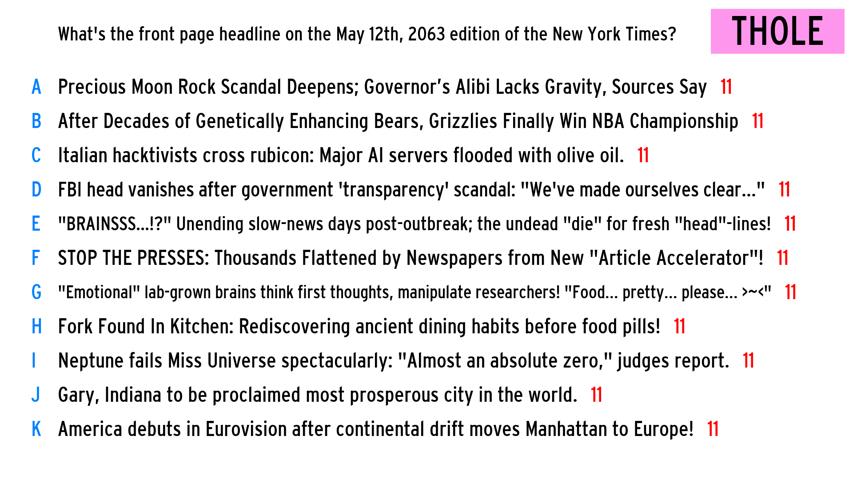 What's the front page headline on the May 12th, 2063 edition of the New York Times?
THOLE
A Precious Moon Rock Scandal Deepens; Governor’s Alibi Lacks Gravity, Sources Say 11
B After Decades of Genetically Enhancing Bears, Grizzlies Finally Win NBA Championship 11
C Italian hacktivists cross rubicon: Major AI servers flooded with olive oil. 11
D FBI head vanishes after government 'transparency' scandal: "We've made ourselves clear..." 11
E "BRAINSSS...!?" Unending slow-news days post-outbreak; the undead "die" for fresh "head"-lines! 11
F STOP THE PRESSES: Thousands Flattened by Newspapers from New "Article Accelerator"! 11
G "Emotional" lab-grown brains think first thoughts, manipulate researchers! "Food... pretty... please... >~<" 11
H Fork Found In Kitchen: Rediscovering ancient dining habits before food pills! 11
I Neptune fails Miss Universe spectacularly: "Almost an absolute zero," judges report. 11
J Gary, Indiana to be proclaimed most prosperous city in the world. 11
K America debuts in Eurovision after continental drift moves Manhattan to Europe! 11